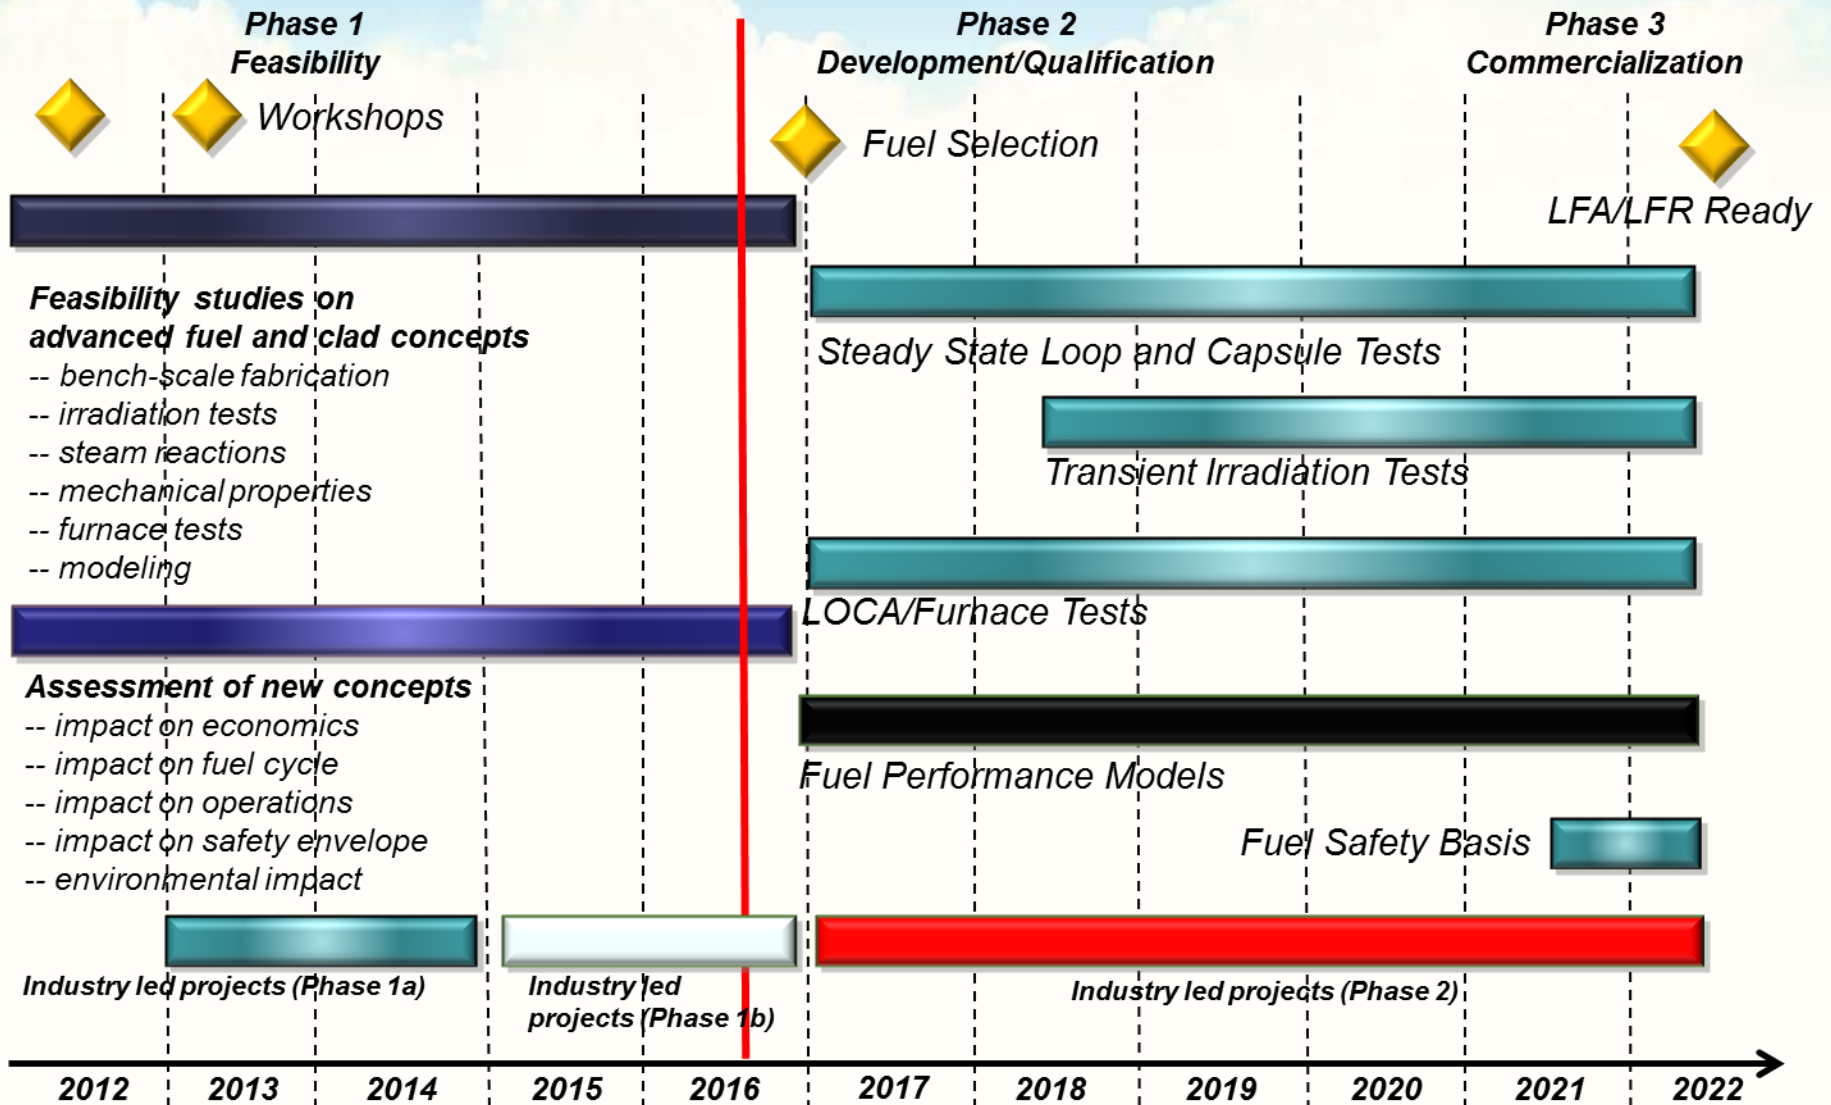 Phase 1
Feasibility
Phase 2
Development/Qualification
Phase 3
Commercialization
Workshops
Fuel Selection
LFA/LFR Ready
Feasibility studies on
advanced fuel and clad concepts
-- bench-scale fabrication
-- irradiation tests
-- steam reactions
-- mechanical properties
-- furnace tests
-- modeling
Steady State Loop and Capsule Tests
Transient Irradiation Tests
LOCA/Furnace Tests
Assessment of new concepts
-- impact on economics
-- impact on fuel cycle
-- impact on operations
-- impact on safety envelope
-- environmental impact
Fuel Performance Models
Fuel Safety Basis
Industry led projects (Phase 1a)
Industry led
projects (Phase 1b)
Industry led projects (Phase 2)
2012 2013 2014 2015 2016 2017 2018 2019 2020 2021 2022